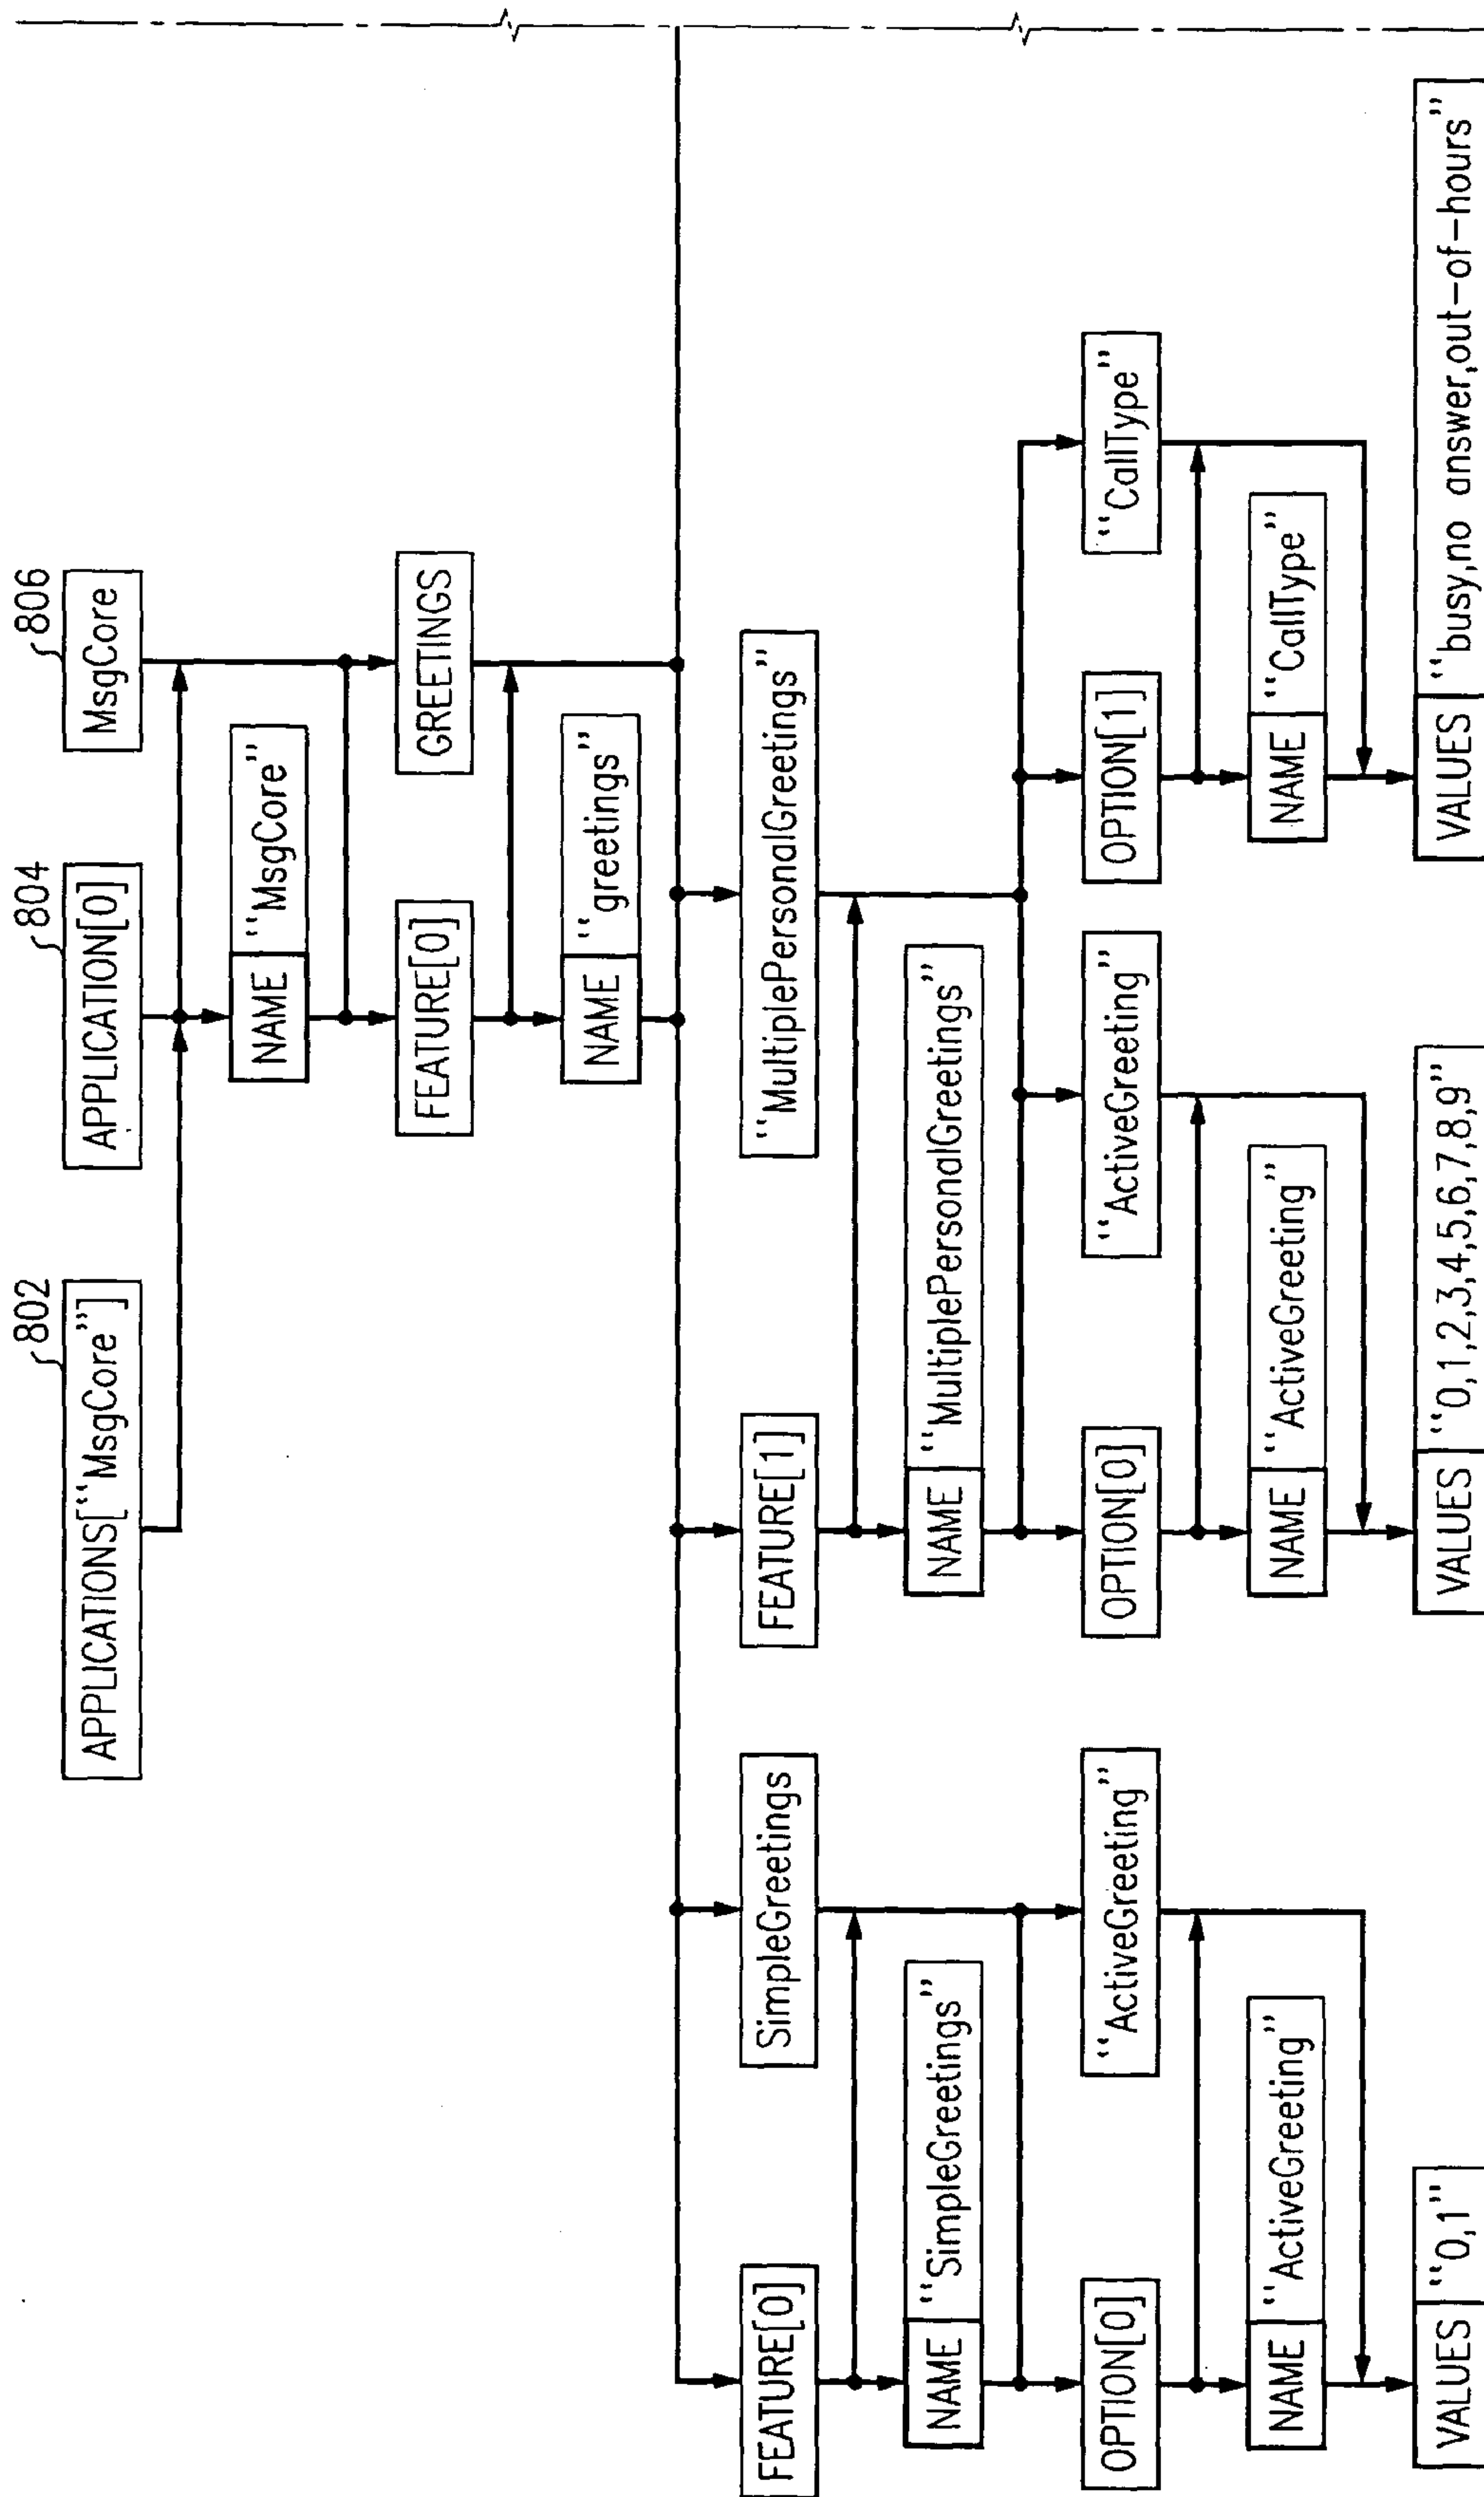 802
APPLICATIONS["MsgCore"]
804
APPLICATION[0]
806
MsgCore
NAME "MsgCore"
FEATURE[0]
GREETINGS
NAME "greetings"
FEATURE[0]
SimpleGreetings
FEATURE[1]
"MultiplePersonalGreetings"
NAME "SimpleGreetings"
NAME "MultiplePersonalGreetings"
OPTION[0]
"ActiveGreeting"
OPTION[0]
"ActiveGreeting"
OPTION[1]
"CallType"
NAME "ActiveGreeting"
NAME "ActiveGreeting"
NAME "CallType"
VALUES "0,1"
VALUES "0,1,2,3,4,5,6,7,8,9"
VALUES "busy,no answer,out-of-hours"